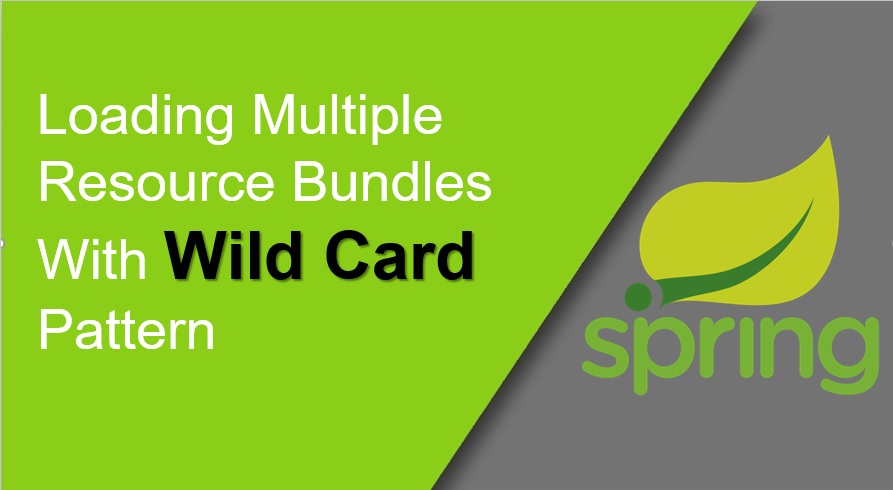 Loading Multiple
Resource Bundles
With Wild Card
Pattern
spring